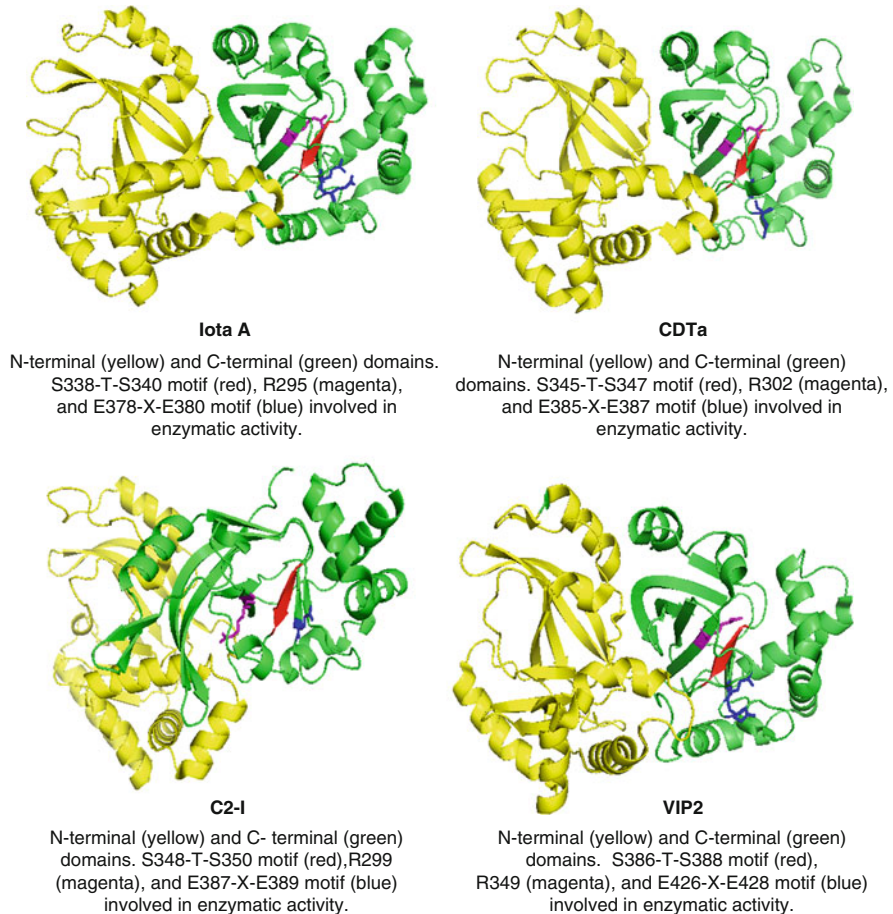 Iota A
N-terminal (yellow) and C-terminal (green) domains.
S338-T-S340 motif (red), R295 (magenta),
and E378-X-E380 motif (blue) involved in
enzymatic activity.
CDTa
N-terminal (yellow) and C-terminal (green)
domains. S345-T-S347 motif (red), R302 (magenta),
and E385-X-E387 motif (blue) involved in
enzymatic activity.
C2-I
N-terminal (yellow) and C- terminal (green)
domains. S348-T-S350 motif (red),R299
(magenta), and E387-X-E389 motif (blue)
involved in enzymatic activity.
VIP2
N-terminal (yellow) and C-terminal (green)
domains. S386-T-S388 motif (red),
R349 (magenta), and E426-X-E428 motif (blue)
involved in enzymatic activity.